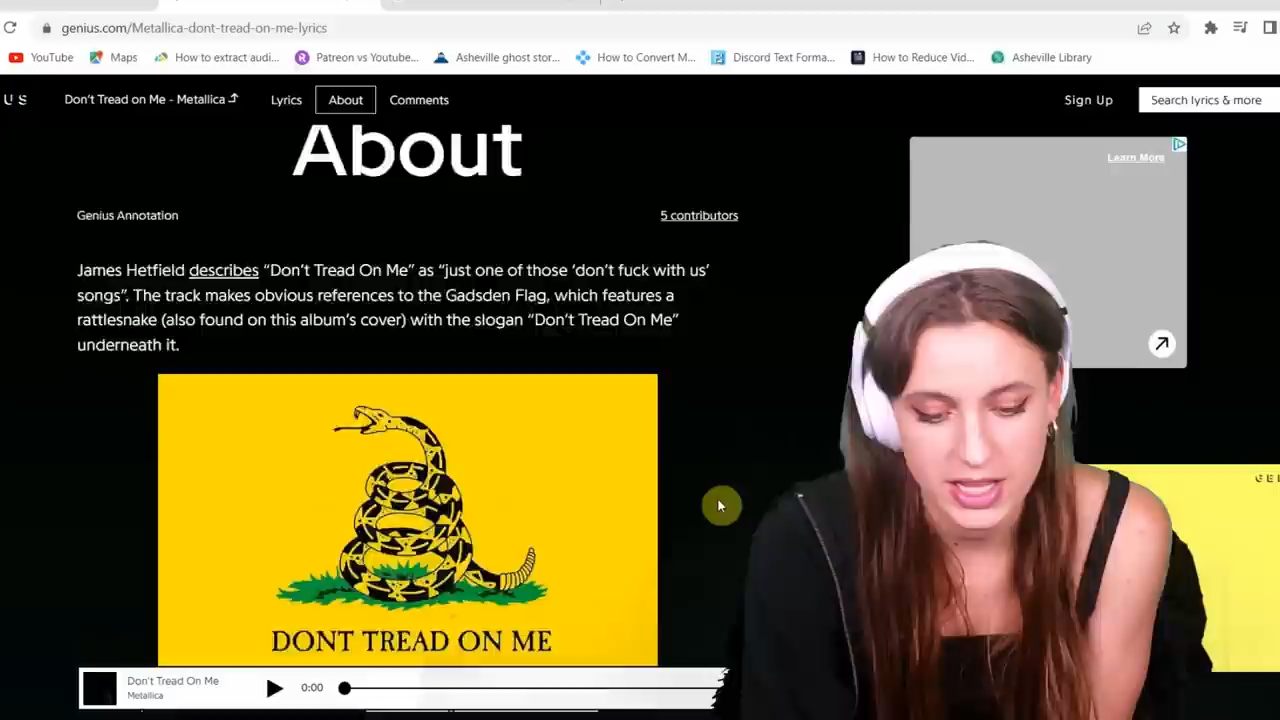 genius.com/Metallica-dont-tread-on-me-lyrics
YouTube Maps How to extract audi... Patreon vs Youtube... Asheville ghost stor... How to Convert M... Discord Text Forma... How to Reduce Vid... Asheville Library
U S Don't Tread on Me - Metallica Lyrics About Comments Sign Up Search lyrics & more
About
Learn More
Genius Annotation 5 contributors
James Hetfield describes “Don’t Tread On Me” as “just one of those ‘don’t fuck with us’
songs”. The track makes obvious references to the Gadsden Flag, which features a
rattlesnake (also found on this album’s cover) with the slogan “Don’t Tread On Me”
underneath it.
DONT TREAD ON ME
Don't Tread On Me
Metallica
0:00